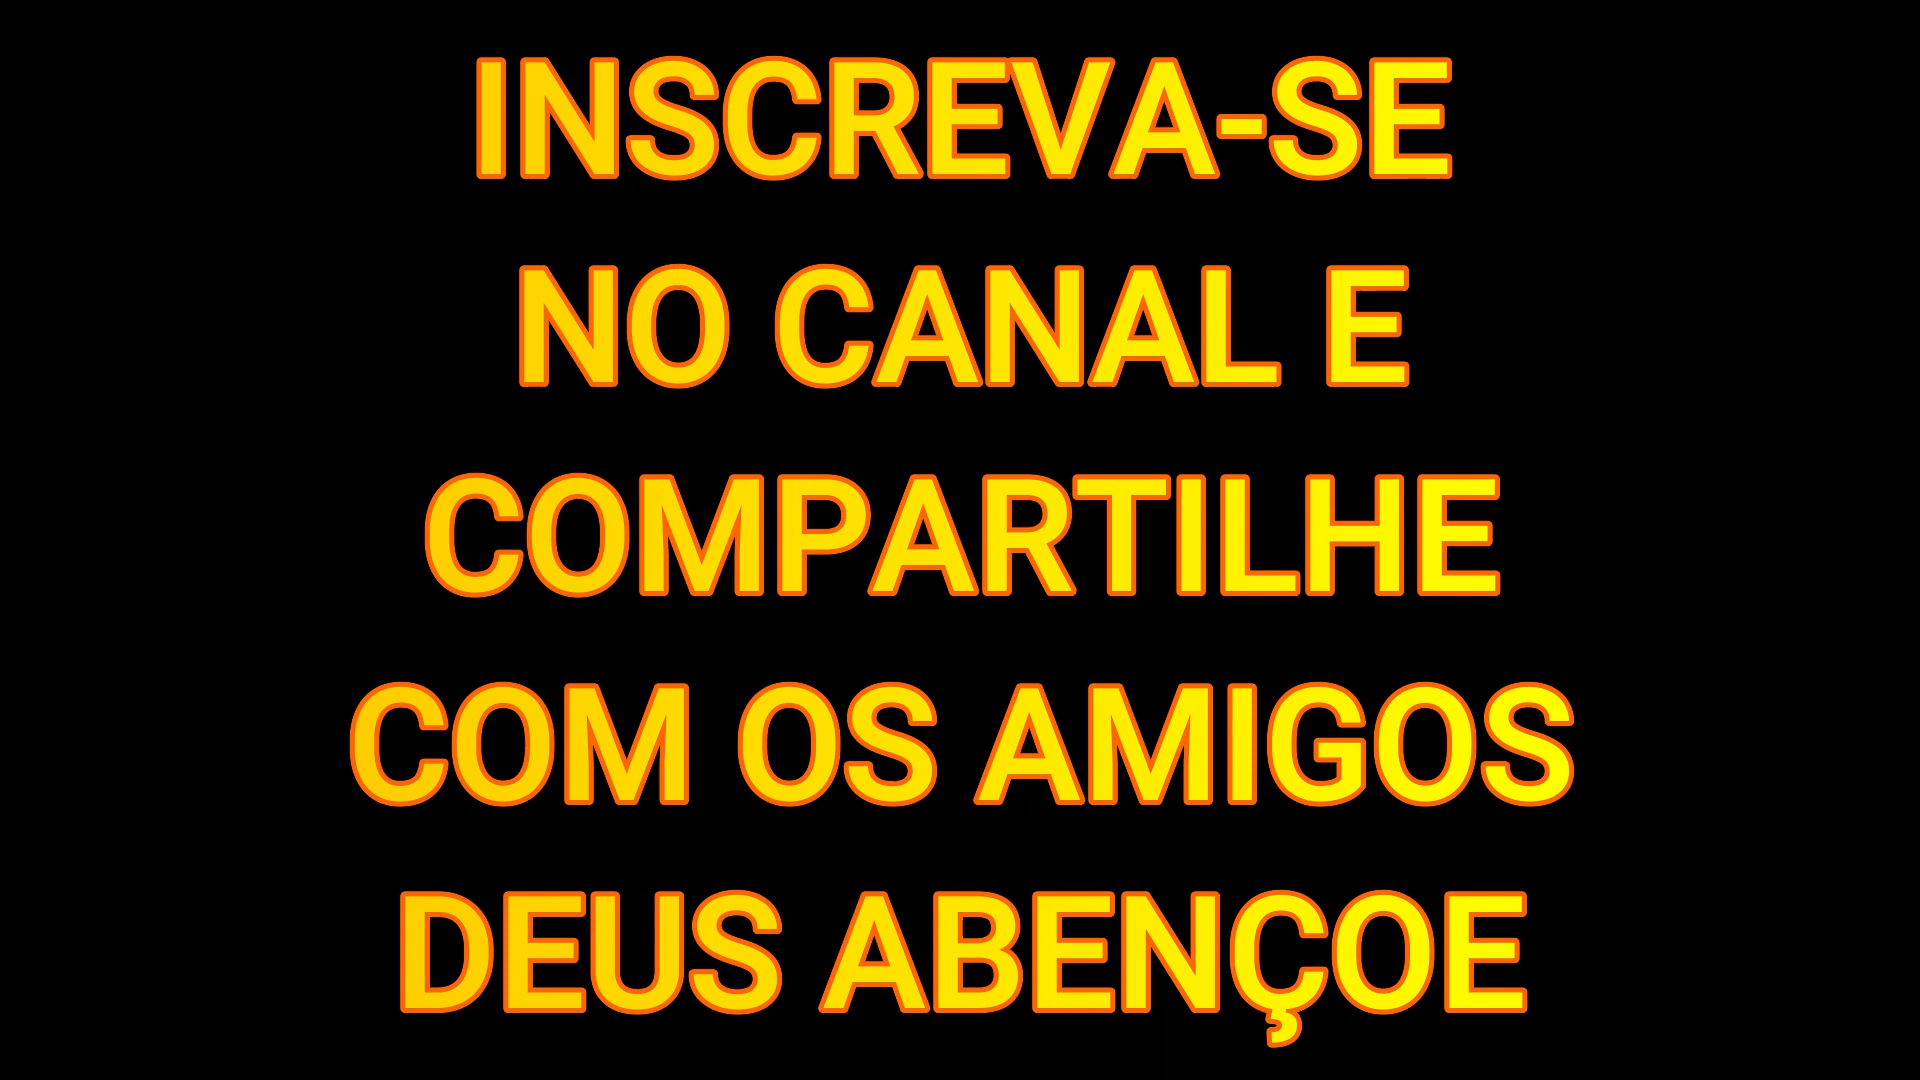 INSCREVA-SE
NO CANAL E
COMPARTILHE
COM OS AMIGOS
DEUS ABENÇOE